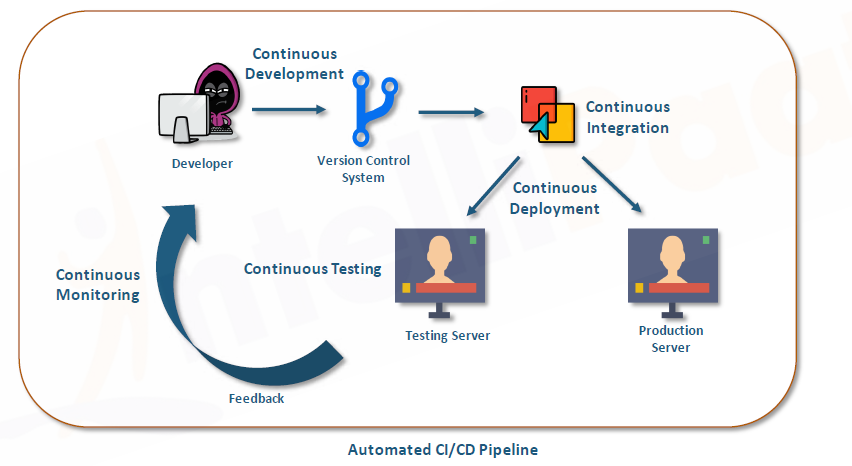 Continuous
Development
Developer
Version Control
System
Continuous
Integration
Continuous
Deployment
Continuous
Monitoring
Continuous Testing
Testing Server
Production
Server
Feedback
Automated CI/CD Pipeline